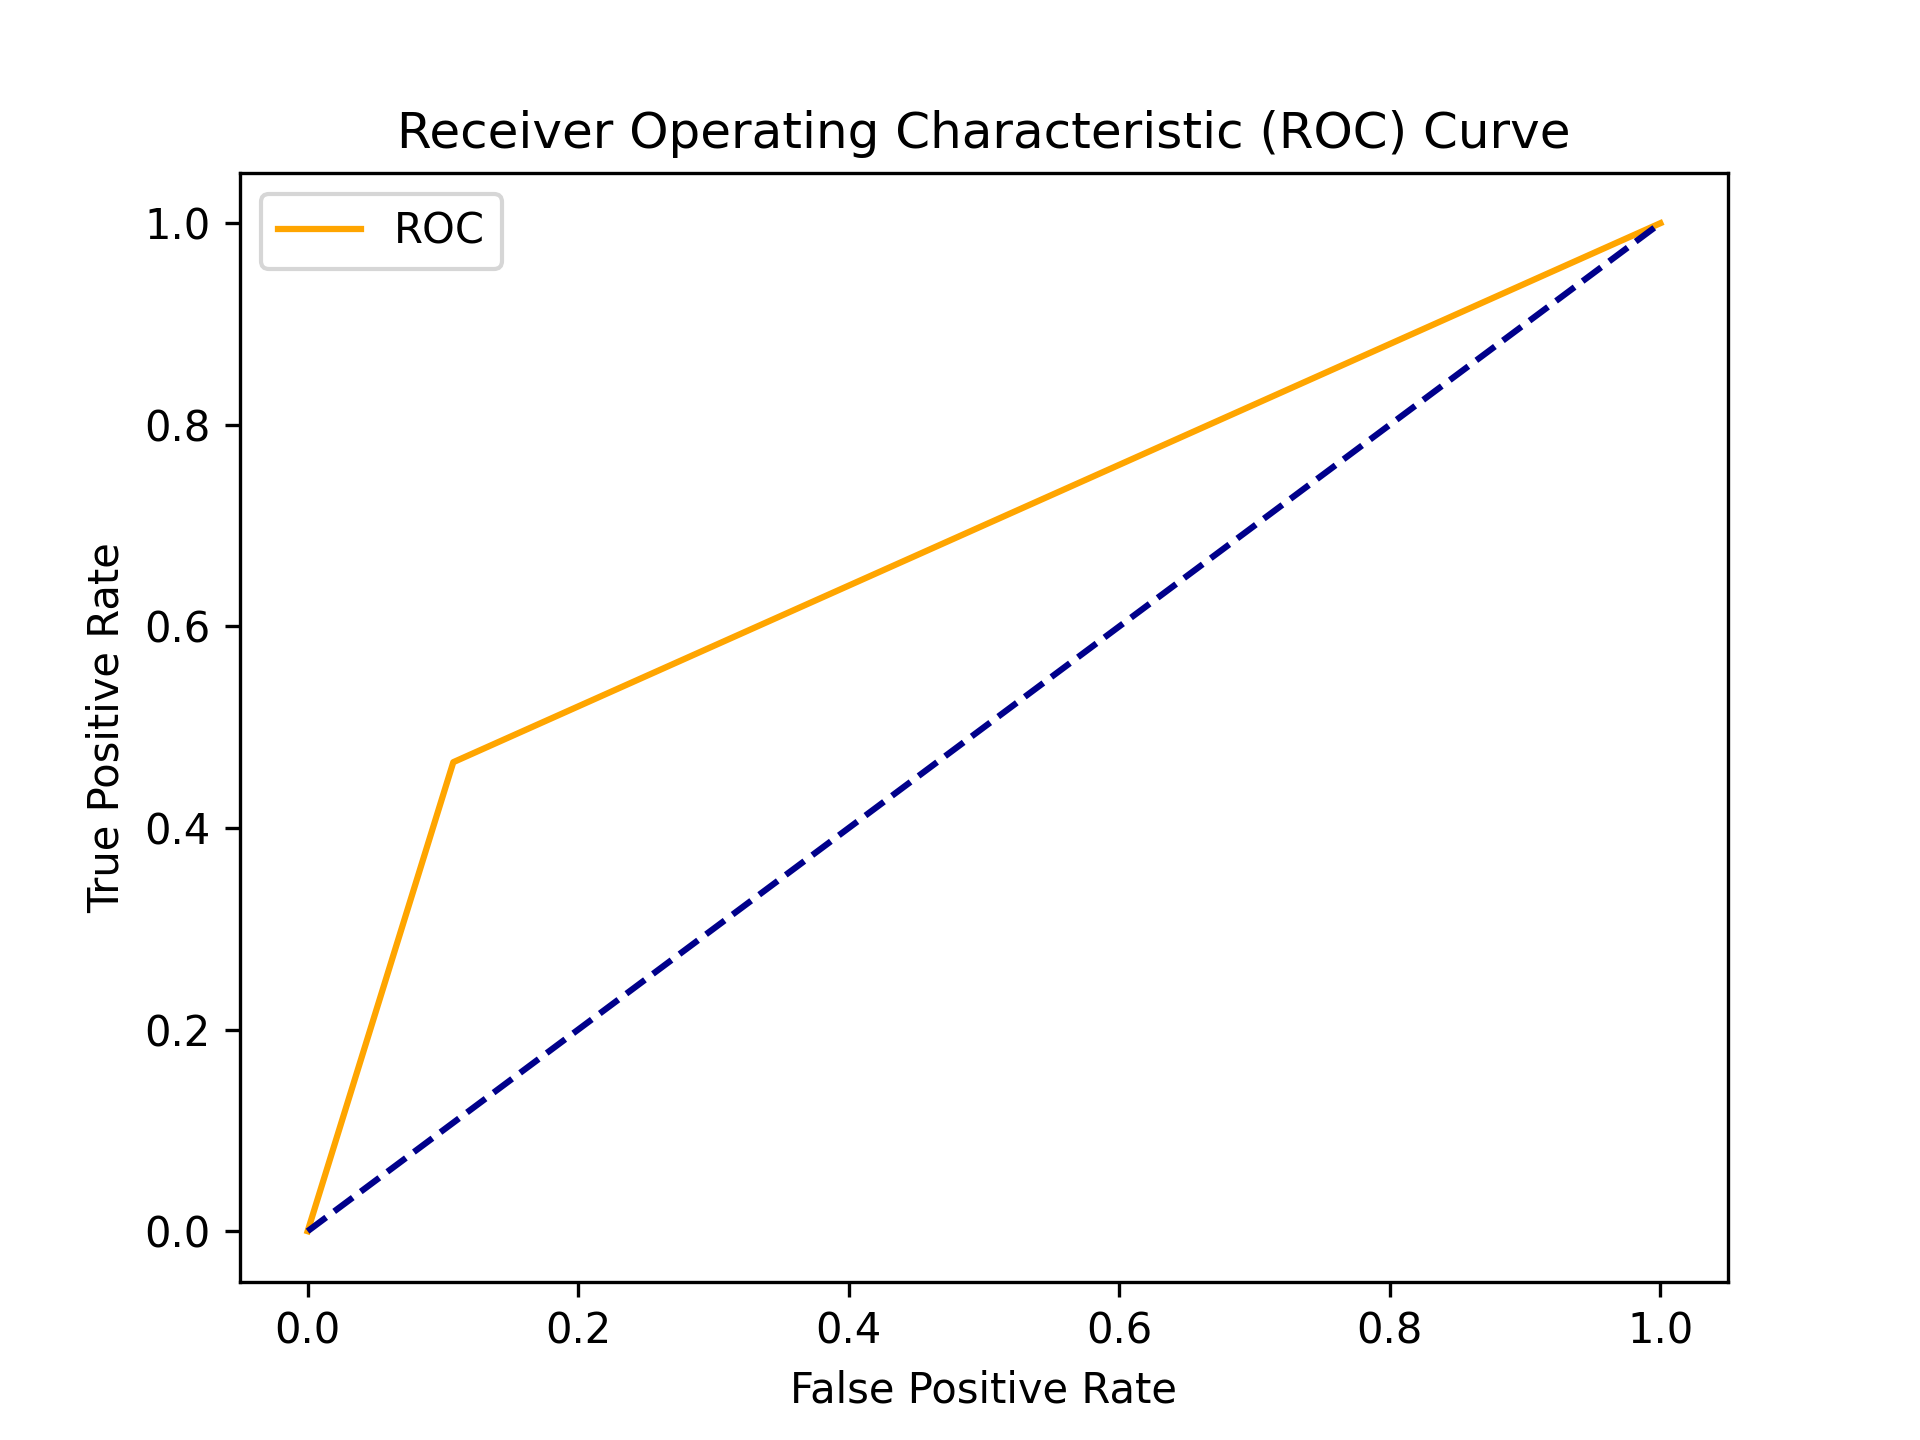 Receiver Operating Characteristic (ROC) Curve
ROC
1.0
0.8
0.6
0.4
0.2
0.0
True Positive Rate
0.0 0.2 0.4 0.6 0.8 1.0
False Positive Rate